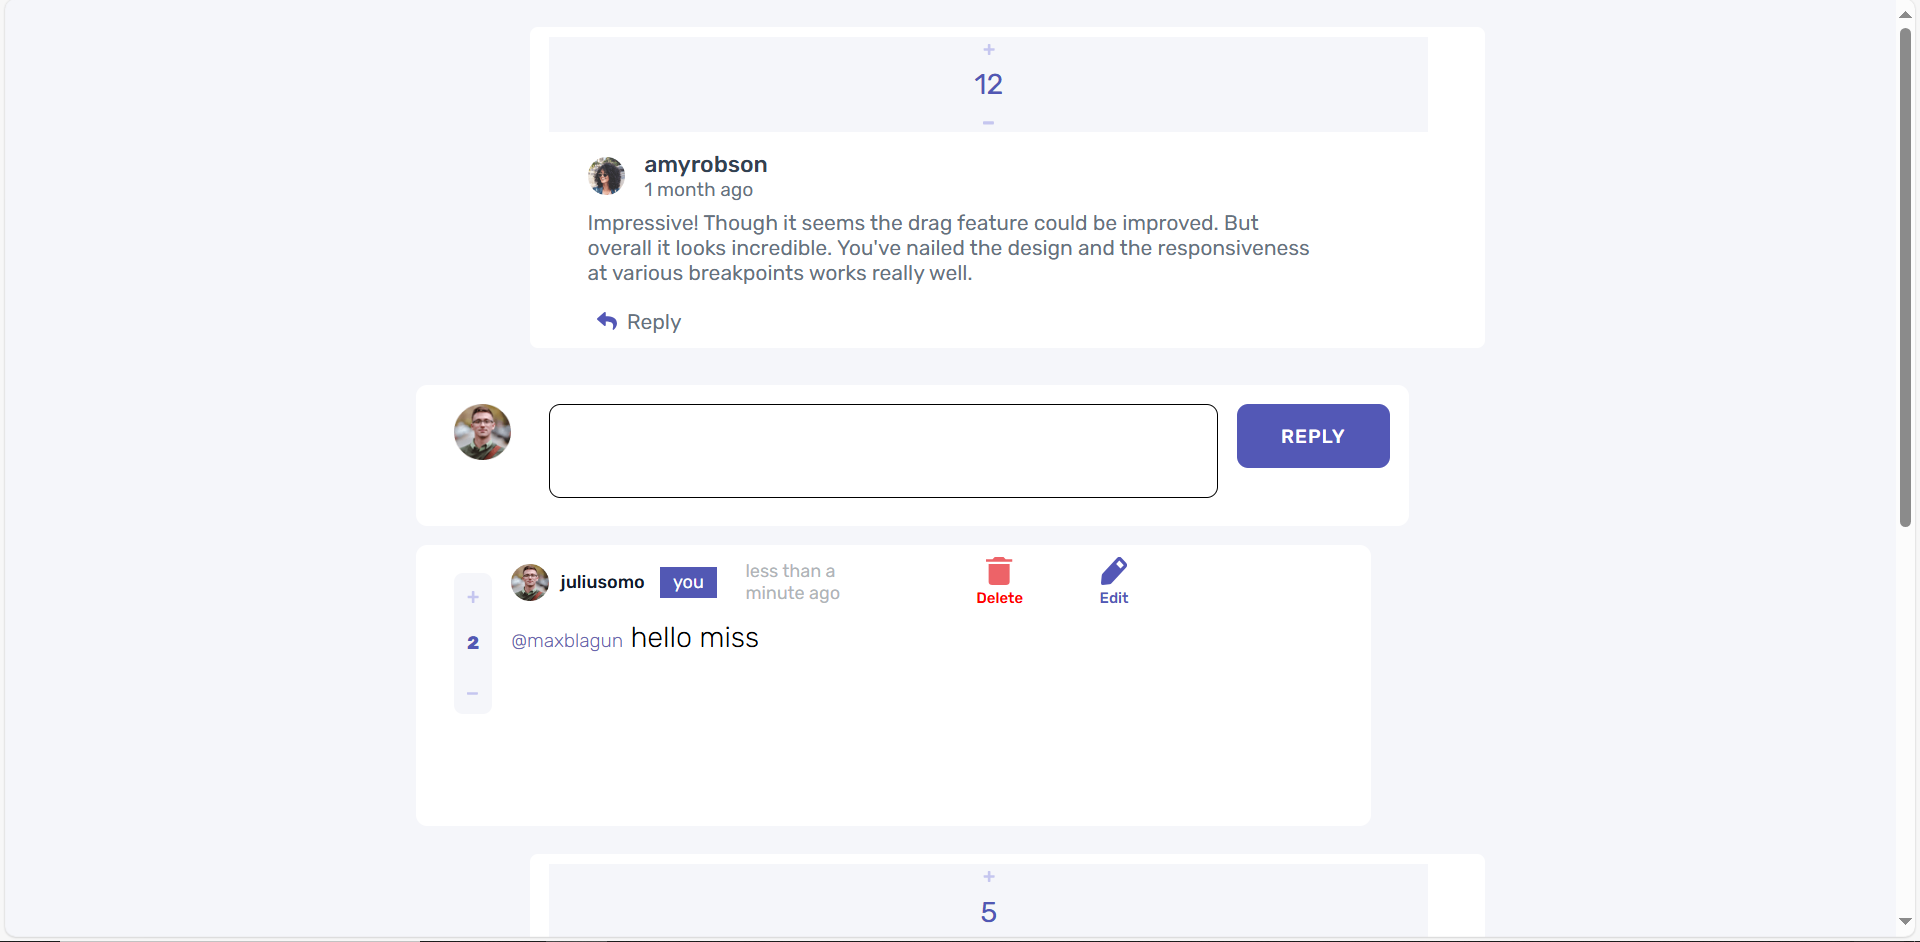 +
12
−
amyrobson
1 month ago
Impressive! Though it seems the drag feature could be improved. But
overall it looks incredible. You've nailed the design and the responsiveness
at various breakpoints works really well.
Reply
REPLY
juliusomo you
less than a
minute ago
Delete
Edit
+
2
−
@maxblagun hello miss
+
5